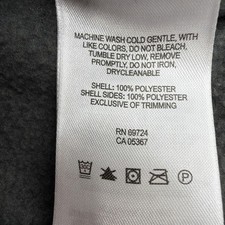 MACHINE WASH COLD GENTLE, WITH
LIKE COLORS, DO NOT BLEACH,
TUMBLE DRY LOW, REMOVE
PROMPTLY, DO NOT IRON,
DRYCLEANABLE
SHELL: 100% POLYESTER
SHELL SIDES: 100% POLYESTER
EXCLUSIVE OF TRIMMING
RN 69724
CA 05367